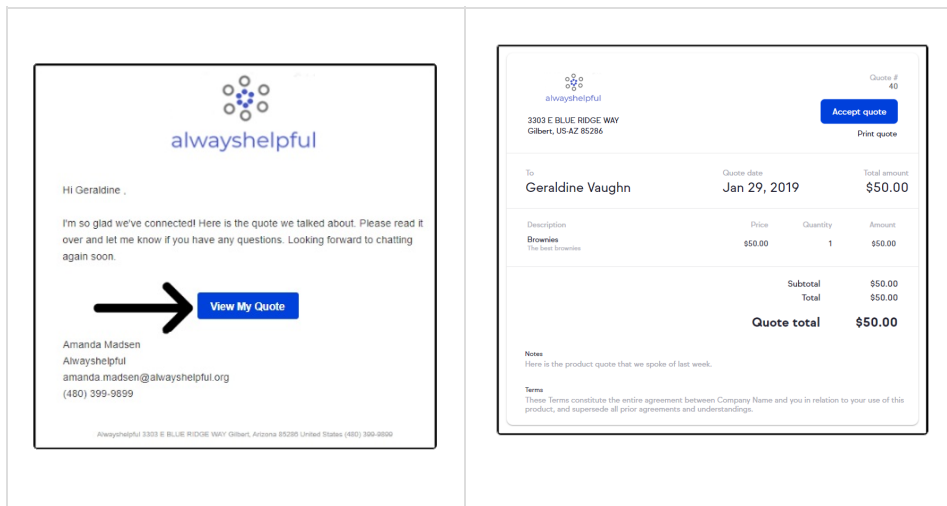 alwayshelpful
Hi Geraldine ,
I'm so glad we've connected! Here is the quote we talked about. Please read it
over and let me know if you have any questions. Looking forward to chatting
again soon.
View My Quote
Amanda Madsen
Alwayshelpful
amanda.madsen@alwayshelpful.org
(480) 399-9899
Alwayshelpful 3303 E BLUE RIDGE WAY Gilbert, Arizona 85286 United States (480) 399-9899
alwayshelpful
3303 E BLUE RIDGE WAY
Gilbert, US-AZ 85286
Quote #
40
Accept quote
Print quote
To Quote date Total amount
Geraldine Vaughn Jan 29, 2019 $50.00
Description Price Quantity Amount
Brownies $50.00 1 $50.00
The best brownies
Subtotal $50.00
Total $50.00
Quote total $50.00
Notes
Here is the product quote that we spoke of last week.
Terms
These Terms constitute the entire agreement between Company Name and you in relation to your use of this
product, and supersede all prior agreements and understandings.